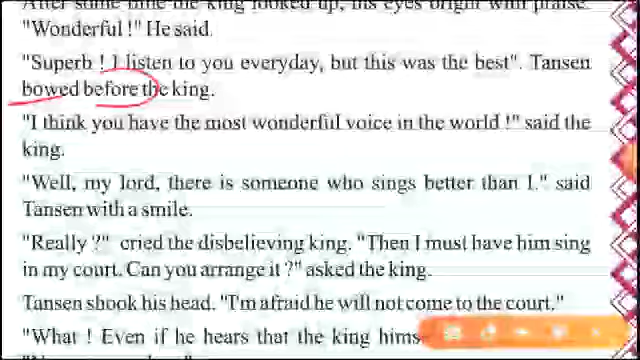 After some time the king looked up, his eyes bright with praise.
"Wonderful !" He said.
"Superb ! I listen to you everyday, but this was the best". Tansen
bowed before the king.
"I think you have the most wonderful voice in the world !" said the
king.
"Well, my lord, there is someone who sings better than I." said
Tansen with a smile.
"Really ?" cried the disbelieving king. "Then I must have him sing
in my court. Can you arrange it ?" asked the king.
Tansen shook his head. "I'm afraid he will not come to the court."
"What ! Even if he hears that the king hims